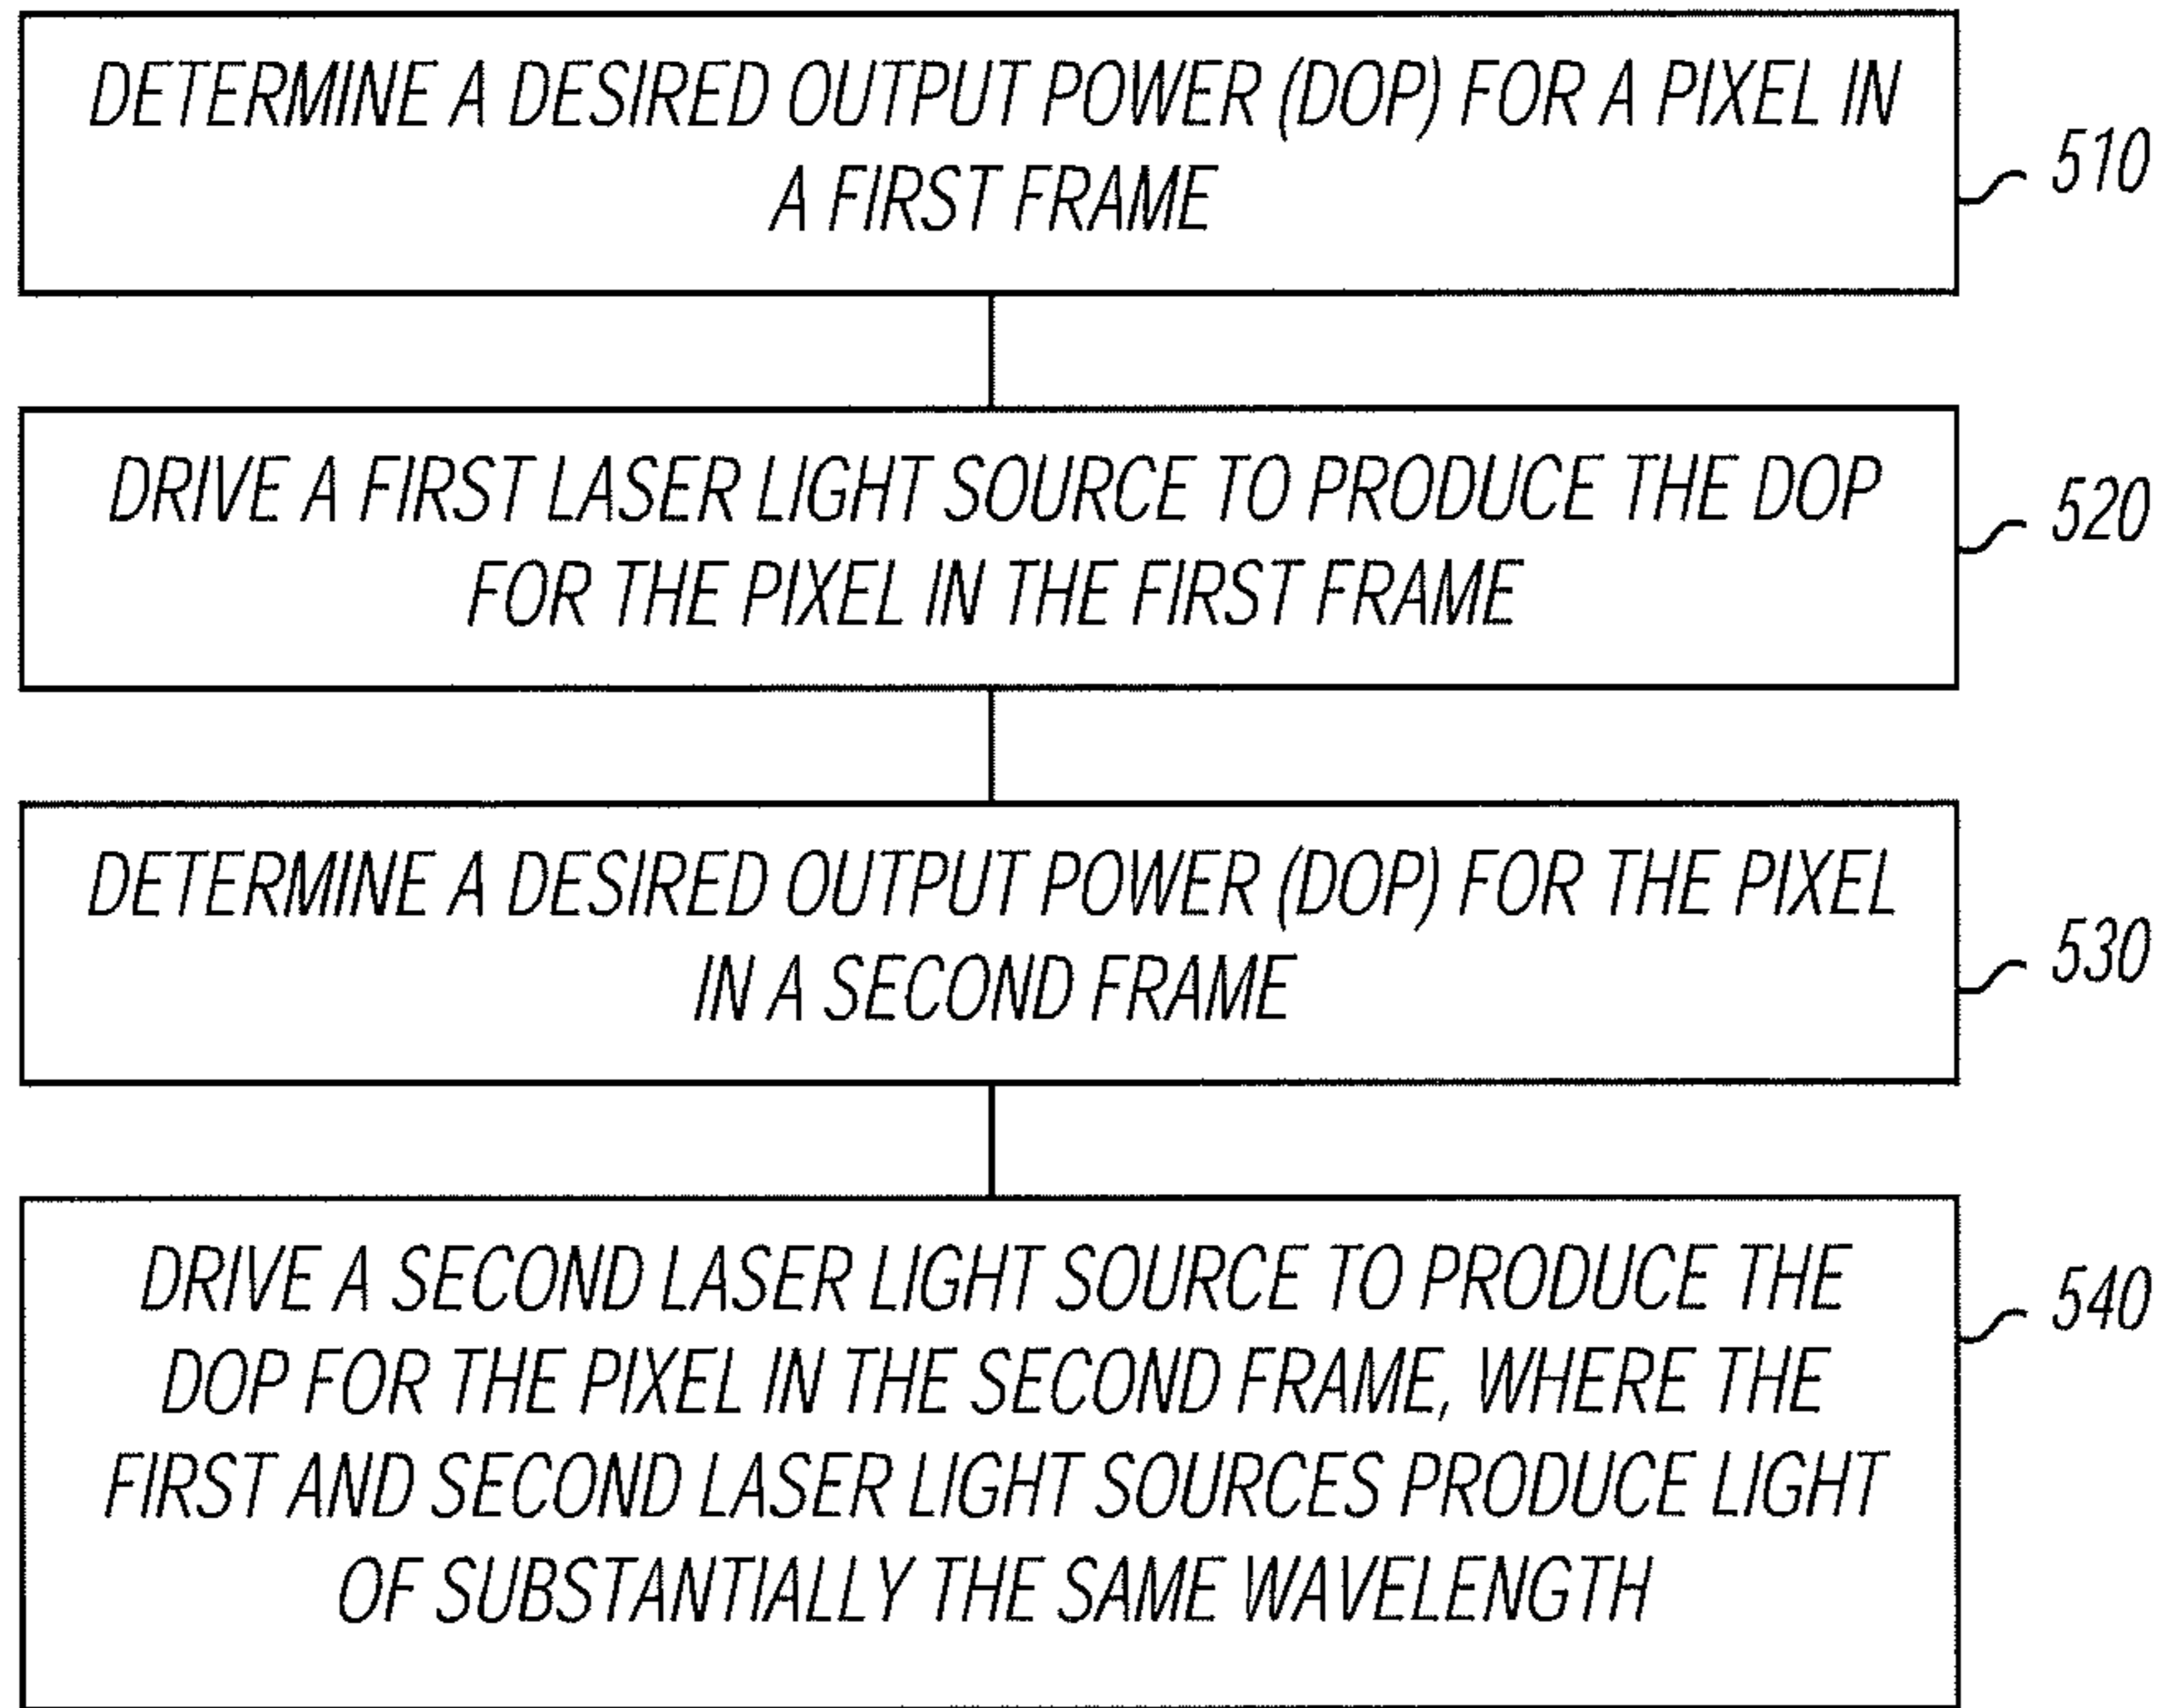 DETERMINE A DESIRED OUTPUT POWER (DOP) FOR A PIXEL IN
A FIRST FRAME
510
DRIVE A FIRST LASER LIGHT SOURCE TO PRODUCE THE DOP
FOR THE PIXEL IN THE FIRST FRAME
520
DETERMINE A DESIRED OUTPUT POWER (DOP) FOR THE PIXEL
IN A SECOND FRAME
530
DRIVE A SECOND LASER LIGHT SOURCE TO PRODUCE THE
DOP FOR THE PIXEL IN THE SECOND FRAME, WHERE THE
FIRST AND SECOND LASER LIGHT SOURCES PRODUCE LIGHT
OF SUBSTANTIALLY THE SAME WAVELENGTH
540